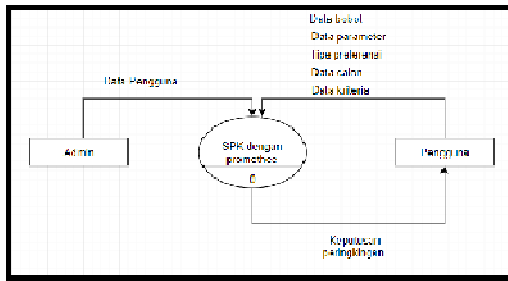 Data bobot
Data parameter
Tipe preferensi
Data calon
Data kriteria
Data Pengguna
Admin
SPK dengan
promethee
0
Pengguna
Keputusan
peringkingan